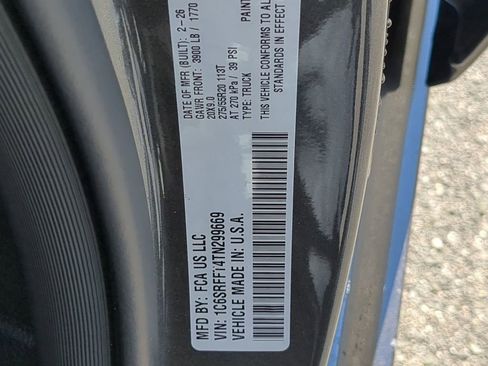 MFD BY: FCA US LLC
DATE OF MFR (BUILT): 2-26
GAWR FRONT: 3900 LB / 1770
20X9.0
275/55R20 113T
AT 270 kPa / 39 PSI
TYPE: TRUCK
THIS VEHICLE CONFORMS TO ALL
STANDARDS IN EFFECT
VIN: 1C6SRFFT4TN299669
VEHICLE MADE IN: U.S.A.
PAINT